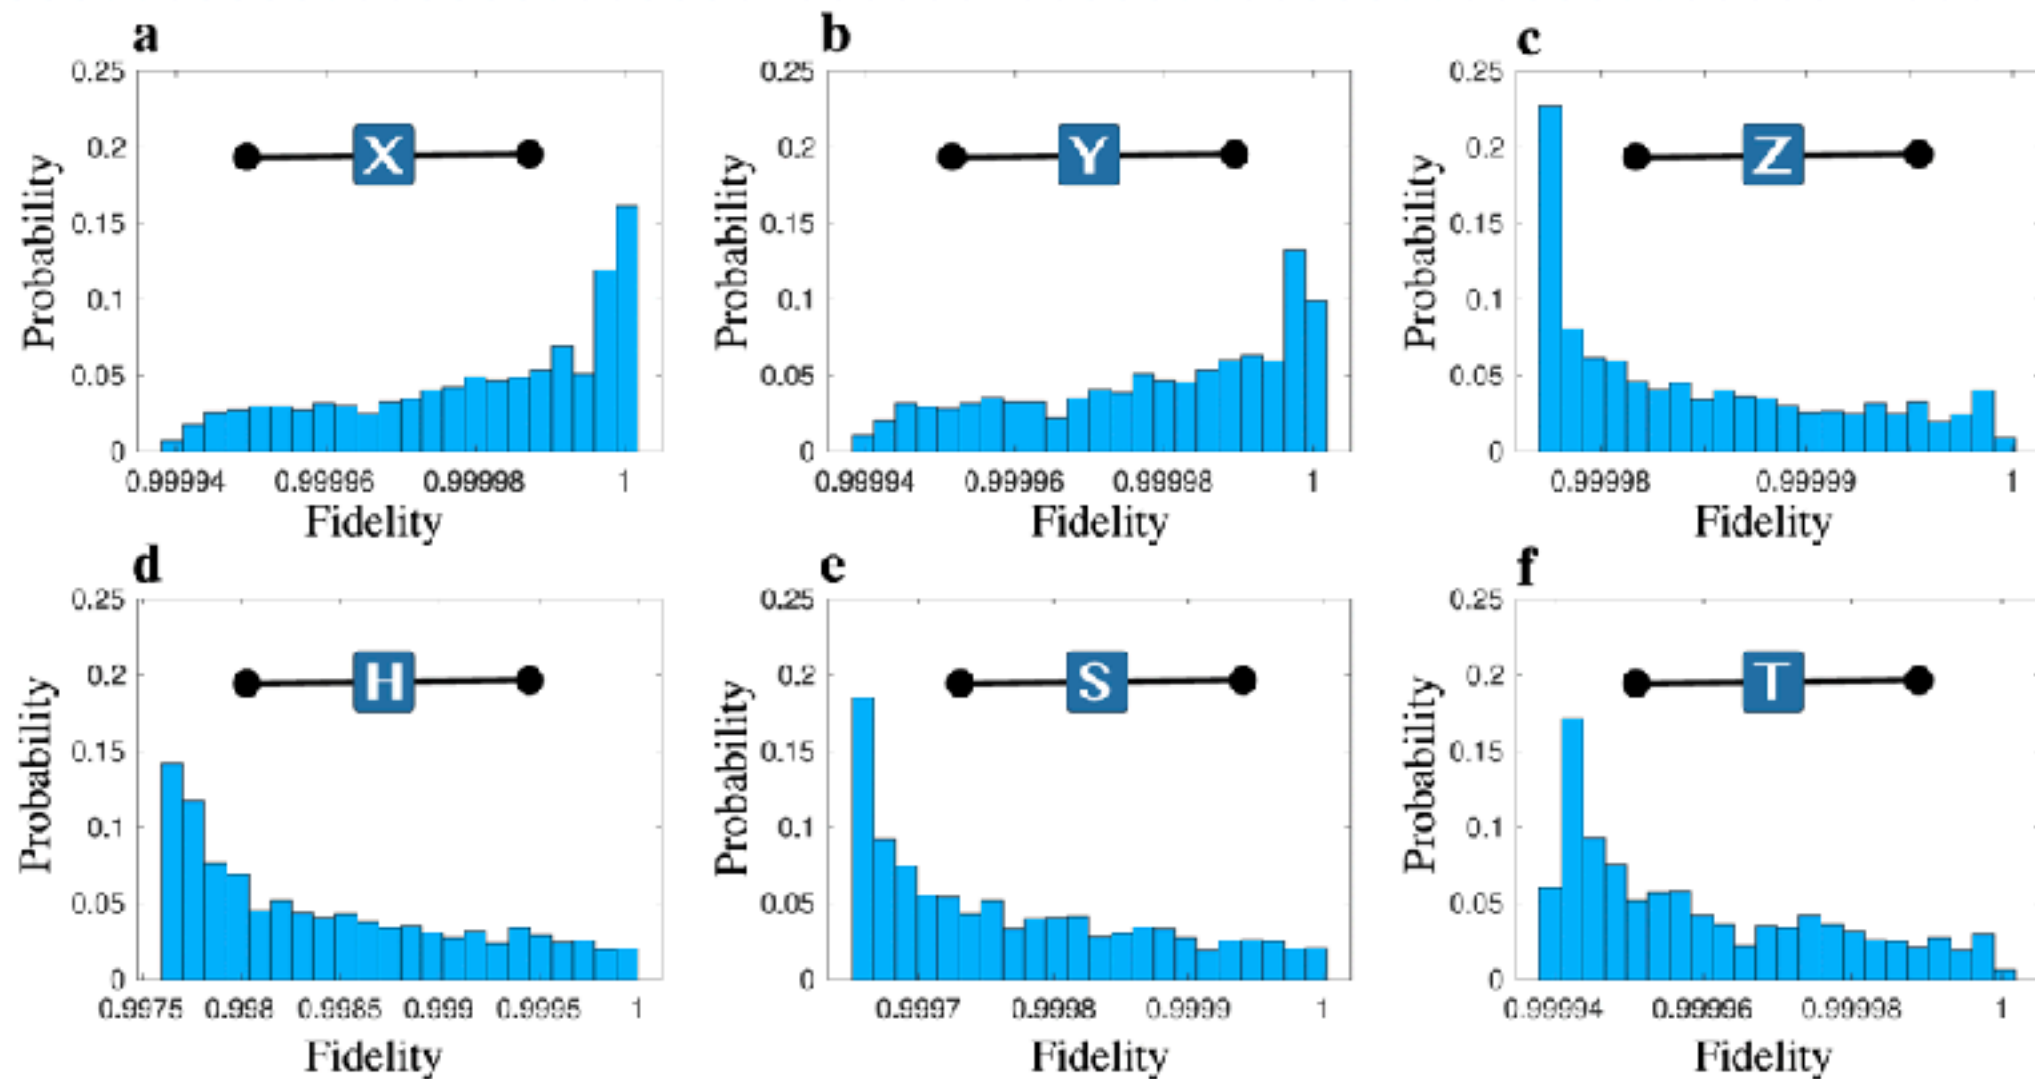 a
b
c
0.25
0.2
0.15
0.1
0.05
0
Probability
X
0.99994
0.99996
0.99998
1
Fidelity
0.25
0.2
0.15
0.1
0.05
0
Probability
Y
0.99994
0.99996
0.99998
1
Fidelity
0.25
0.2
0.15
0.1
0.05
0
Probability
Z
0.99998
0.99999
1
Fidelity
d
e
f
0.25
0.2
0.15
0.1
0.05
0
Probability
H
0.9975
0.998
0.9985
0.999
0.9995
1
Fidelity
0.25
0.2
0.15
0.1
0.05
0
Probability
S
0.9997
0.9998
0.9999
1
Fidelity
0.25
0.2
0.15
0.1
0.05
0
Probability
T
0.99994
0.99996
0.99998
1
Fidelity